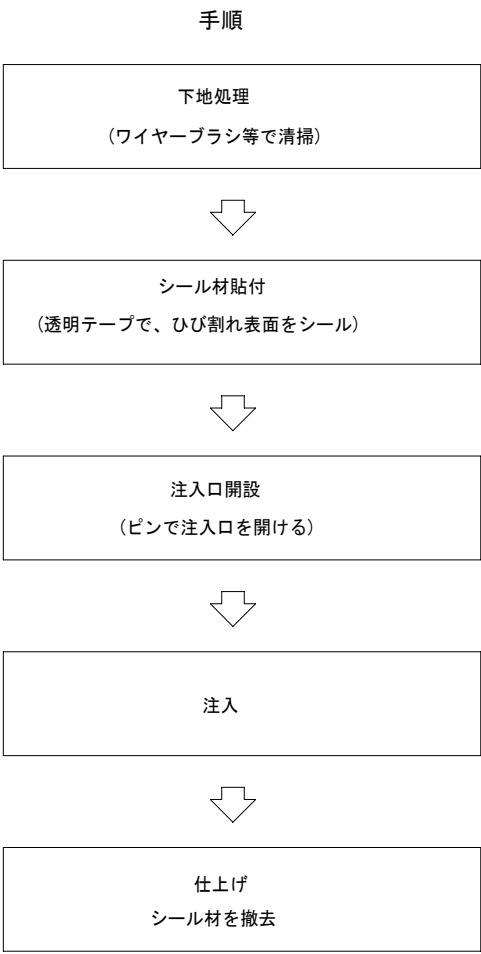 手順
下地処理
(ワイヤーブラシ等で清掃)
シール材貼付
(透明テープで、ひび割れ表面をシール)
注入口開設
(ピンで注入口を開ける)
注入
仕上げ
シール材を撤去